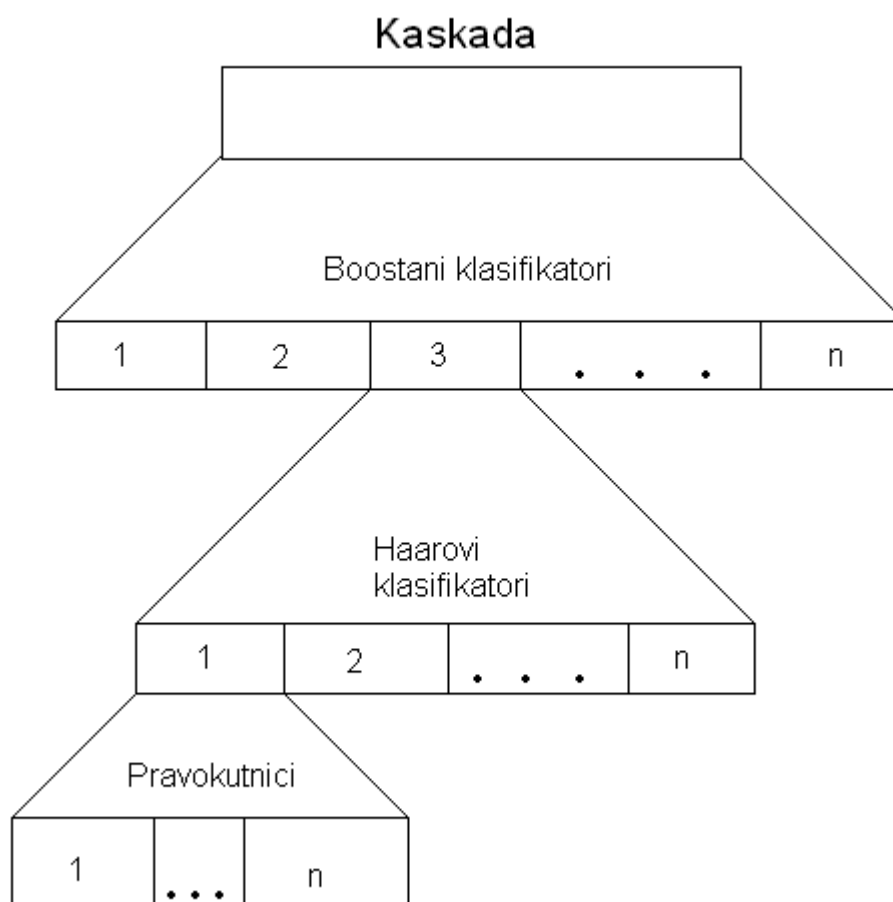 Kaskada
Boostani klasifikatori
1 2 3 . . . n
Haarovi
klasifikatori
1 2 . . . n
Pravokutnici
1 ... n